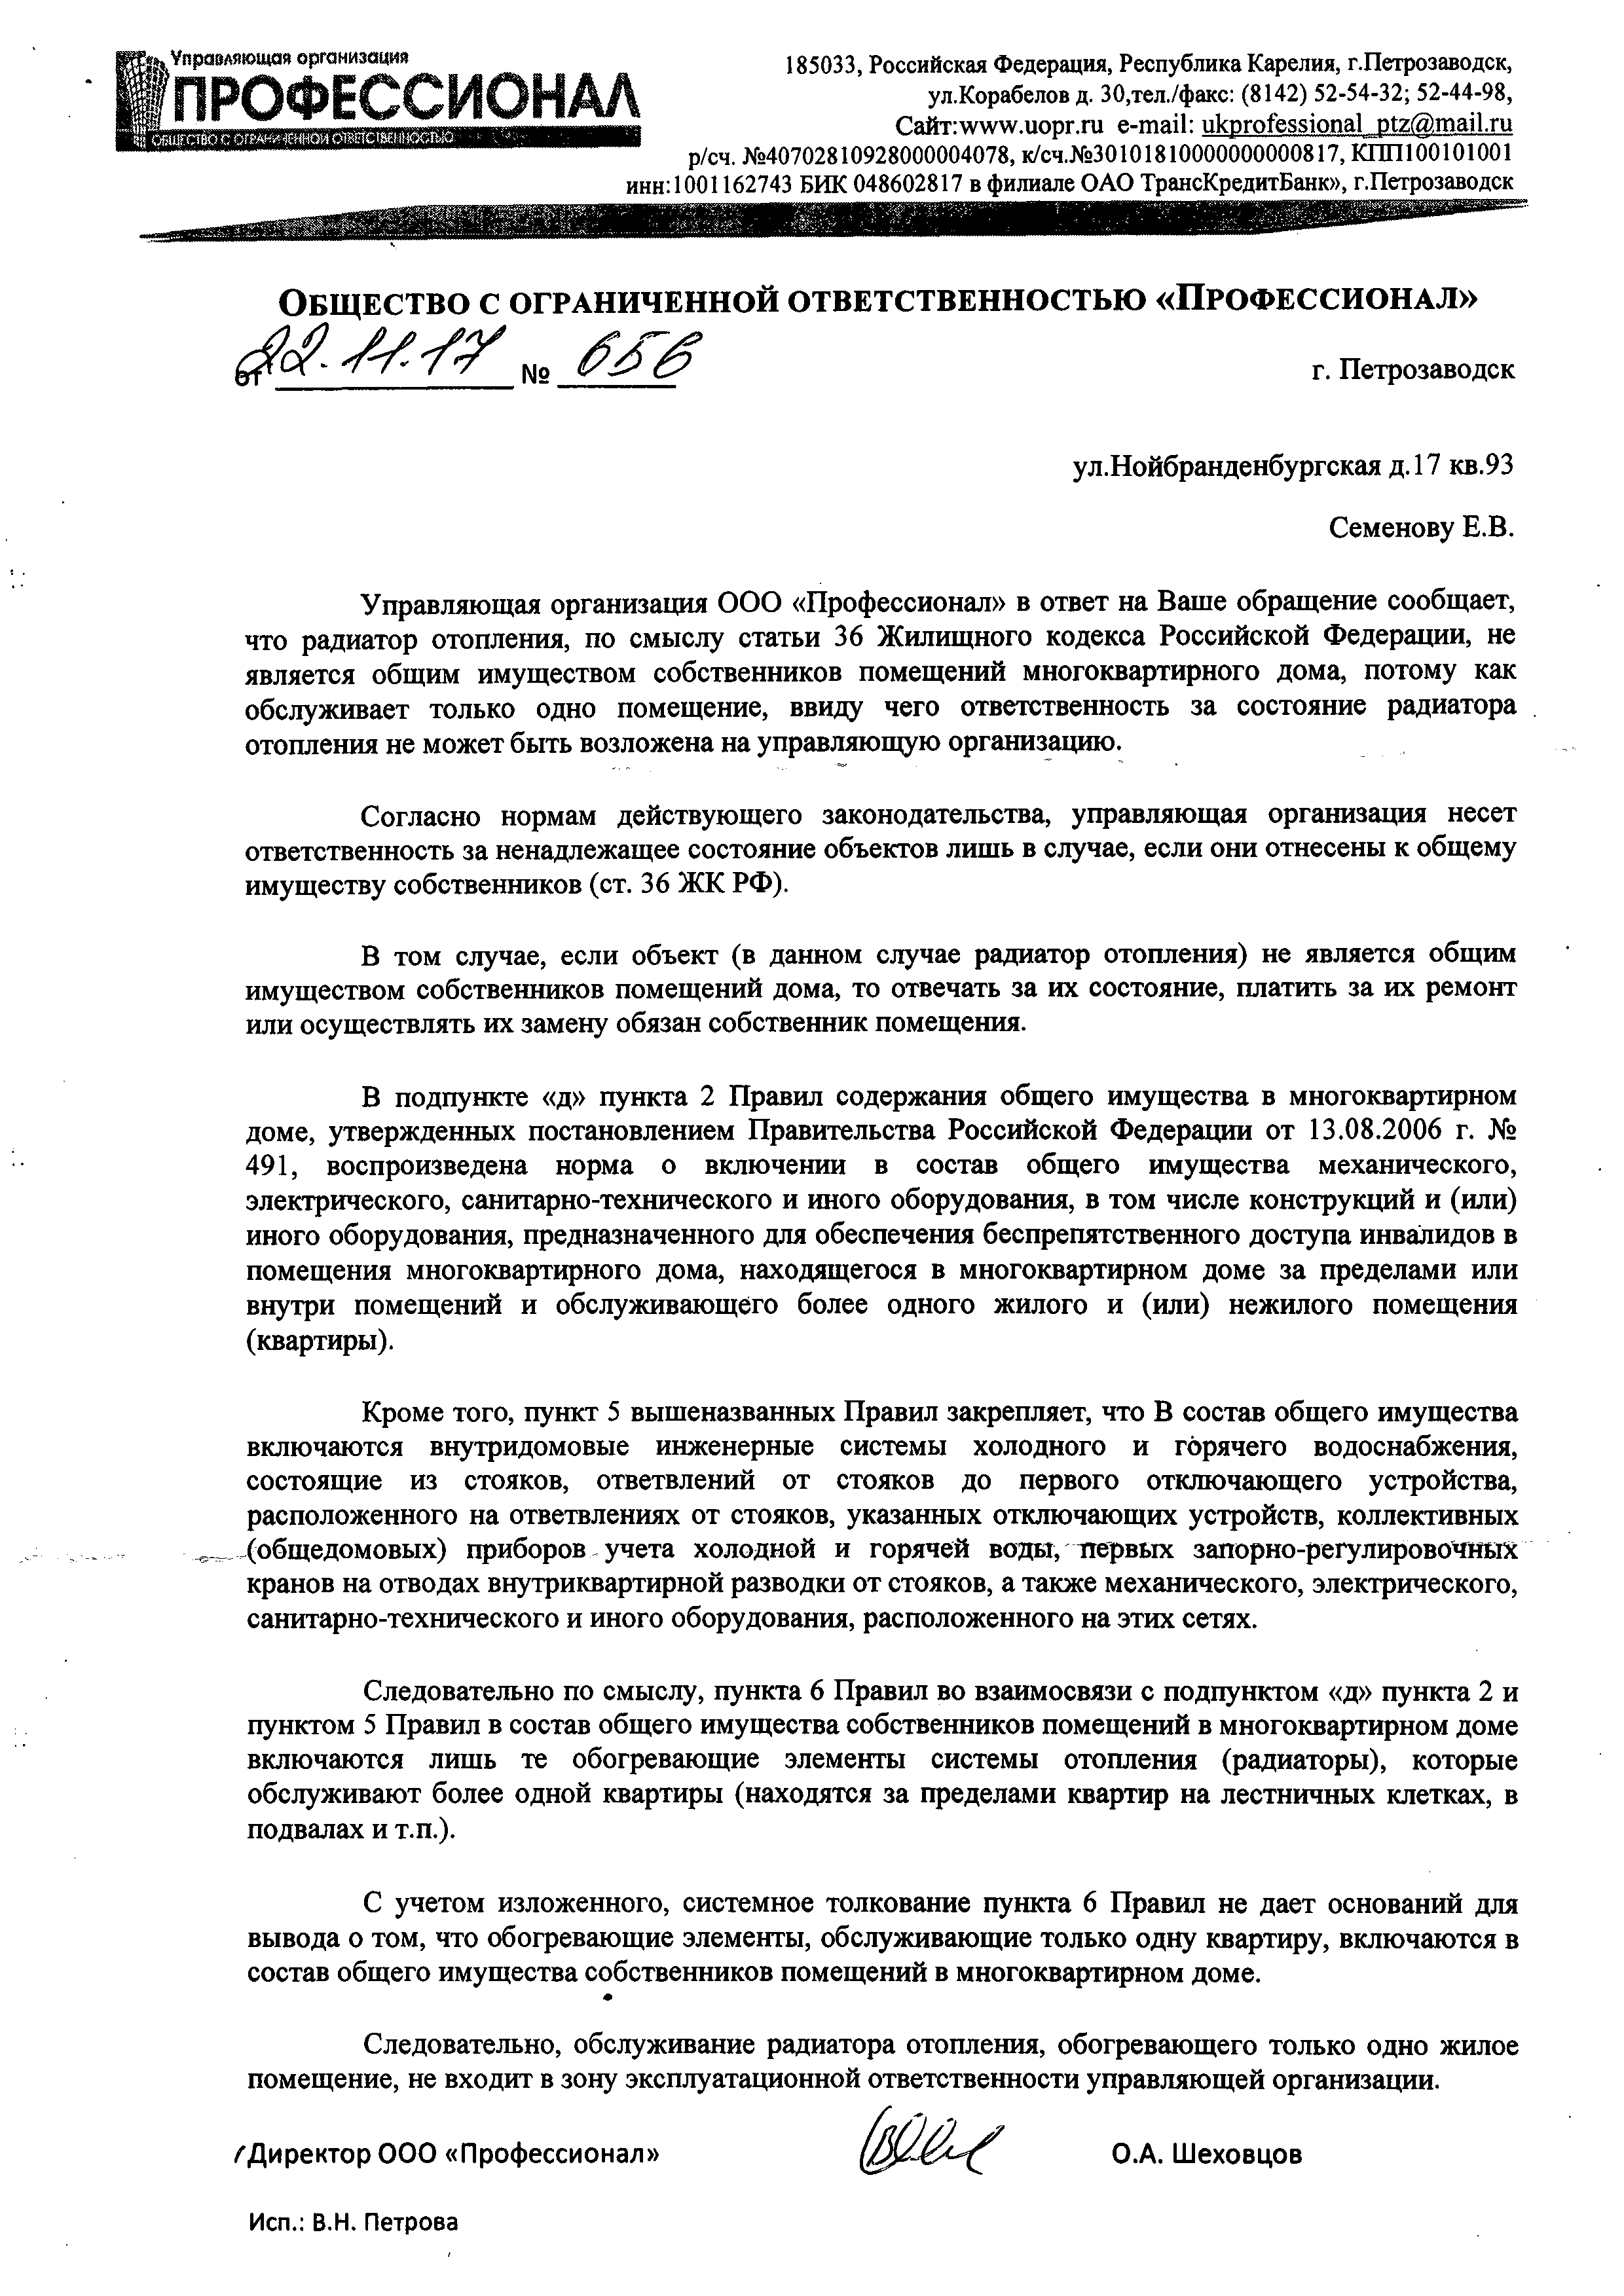 Управляющая организация
ПРОФЕССИОНАЛ
ОБЩЕСТВО С ОГРАНИЧЕННОЙ ОТВЕТСТВЕННОСТЬЮ
185033, Российская Федерация, Республика Карелия, г.Петрозаводск,
ул.Корабелов д. 30,тел./факс: (8142) 52-54-32; 52-44-98,
Сайт:www.uopr.ru e-mail: ukprofessional_ptz@mail.ru
р/сч. №40702810928000004078, к/сч.№30101810000000000817, КПП100101001
инн:1001162743 БИК 048602817 в филиале ОАО ТрансКредитБанк», г.Петрозаводск
ОБЩЕСТВО С ОГРАНИЧЕННОЙ ОТВЕТСТВЕННОСТЬЮ «ПРОФЕССИОНАЛ»
от 22.11.17 № 656
г. Петрозаводск
ул.Нойбранденбургская д.17 кв.93
Семенову Е.В.
Управляющая организация ООО «Профессионал» в ответ на Ваше обращение сообщает,
что радиатор отопления, по смыслу статьи 36 Жилищного кодекса Российской Федерации, не
является общим имуществом собственников помещений многоквартирного дома, потому как
обслуживает только одно помещение, ввиду чего ответственность за состояние радиатора
отопления не может быть возложена на управляющую организацию.
Согласно нормам действующего законодательства, управляющая организация несет
ответственность за ненадлежащее состояние объектов лишь в случае, если они отнесены к общему
имуществу собственников (ст. 36 ЖК РФ).
В том случае, если объект (в данном случае радиатор отопления) не является общим
имуществом собственников помещений дома, то отвечать за их состояние, платить за их ремонт
или осуществлять их замену обязан собственник помещения.
В подпункте «д» пункта 2 Правил содержания общего имущества в многоквартирном
доме, утвержденных постановлением Правительства Российской Федерации от 13.08.2006 г. №
491, воспроизведена норма о включении в состав общего имущества механического,
электрического, санитарно-технического и иного оборудования, в том числе конструкций и (или)
иного оборудования, предназначенного для обеспечения беспрепятственного доступа инвалидов в
помещения многоквартирного дома, находящегося в многоквартирном доме за пределами или
внутри помещений и обслуживающего более одного жилого и (или) нежилого помещения
(квартиры).
Кроме того, пункт 5 вышеназванных Правил закрепляет, что В состав общего имущества
включаются внутридомовые инженерные системы холодного и горячего водоснабжения,
состоящие из стояков, ответвлений от стояков до первого отключающего устройства,
расположенного на ответвлениях от стояков, указанных отключающих устройств, коллективных
(общедомовых) приборов учета холодной и горячей воды, первых запорно-регулировочных
кранов на отводах внутриквартирной разводки от стояков, а также механического, электрического,
санитарно-технического и иного оборудования, расположенного на этих сетях.
Следовательно по смыслу, пункта 6 Правил во взаимосвязи с подпунктом «д» пункта 2 и
пунктом 5 Правил в состав общего имущества собственников помещений в многоквартирном доме
включаются лишь те обогревающие элементы системы отопления (радиаторы), которые
обслуживают более одной квартиры (находятся за пределами квартир на лестничных клетках, в
подвалах и т.п.).
С учетом изложенного, системное толкование пункта 6 Правил не дает оснований для
вывода о том, что обогревающие элементы, обслуживающие только одну квартиру, включаются в
состав общего имущества собственников помещений в многоквартирном доме.
Следовательно, обслуживание радиатора отопления, обогревающего только одно жилое
помещение, не входит в зону эксплуатационной ответственности управляющей организации.
Директор ООО «Профессионал»
О.А. Шеховцов
Исп.: В.Н. Петрова